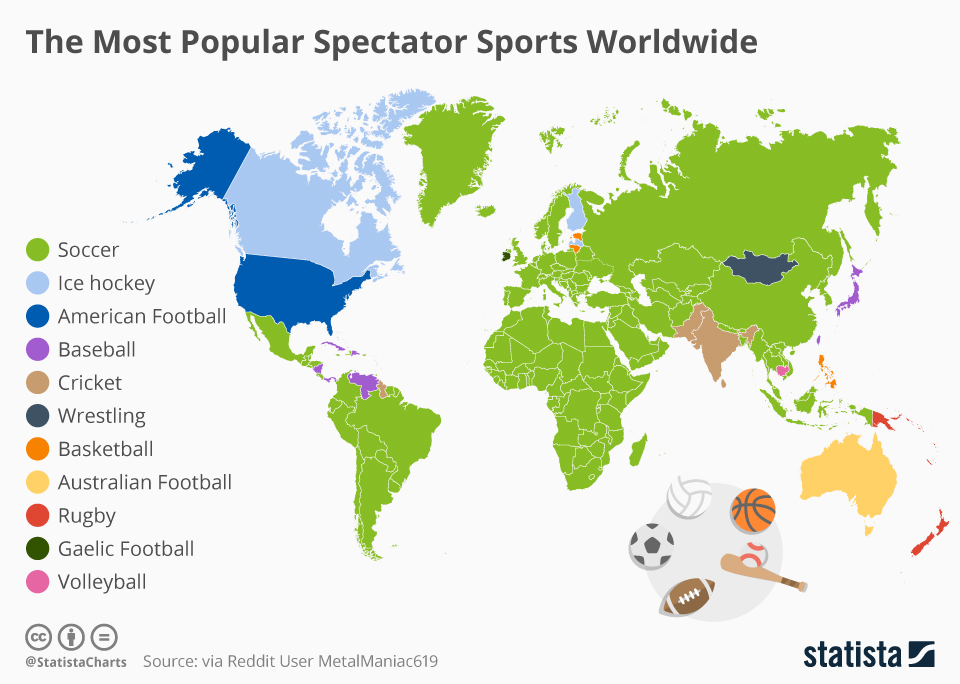 The Most Popular Spectator Sports Worldwide
Soccer
Ice hockey
American Football
Baseball
Cricket
Wrestling
Basketball
Australian Football
Rugby
Gaelic Football
Volleyball
cc
@StatistaCharts Source: via Reddit User MetalManiac619
statista